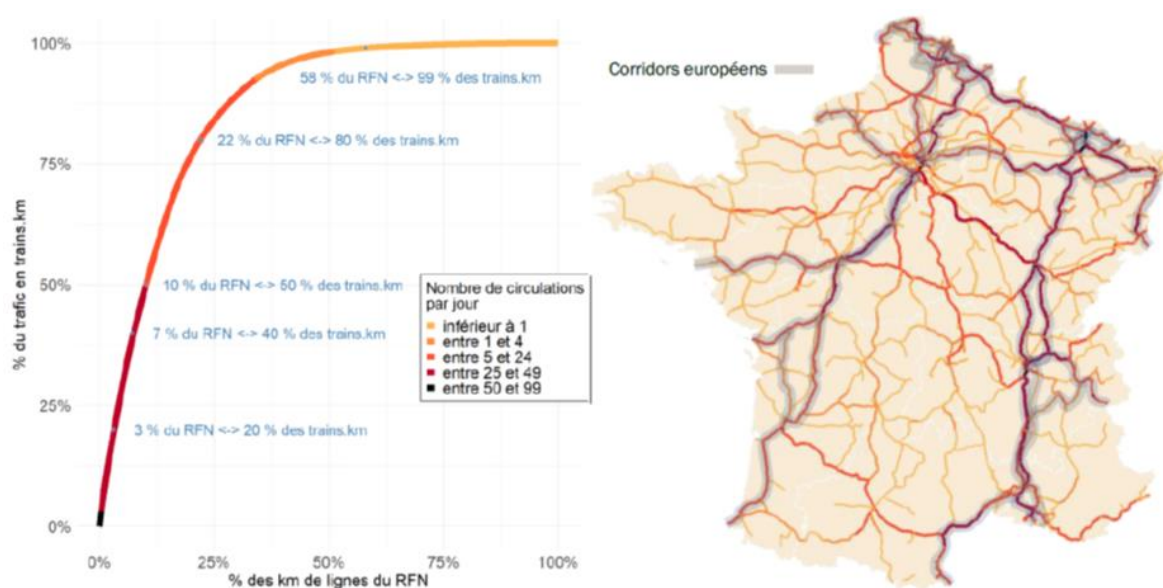 100%
75%
50%
25%
0%
% du trafic en trains.km
58 % du RFN <-> 99 % des trains.km
22 % du RFN <-> 80 % des trains.km
10 % du RFN <-> 50 % des trains.km
7 % du RFN <-> 40 % des trains.km
3 % du RFN <-> 20 % des trains.km
Nombre de circulations
par jour
inférieur à 1
entre 1 et 4
entre 5 et 24
entre 25 et 49
entre 50 et 99
0%
25%
50%
75%
100%
% des km de lignes du RFN
Corridors européens